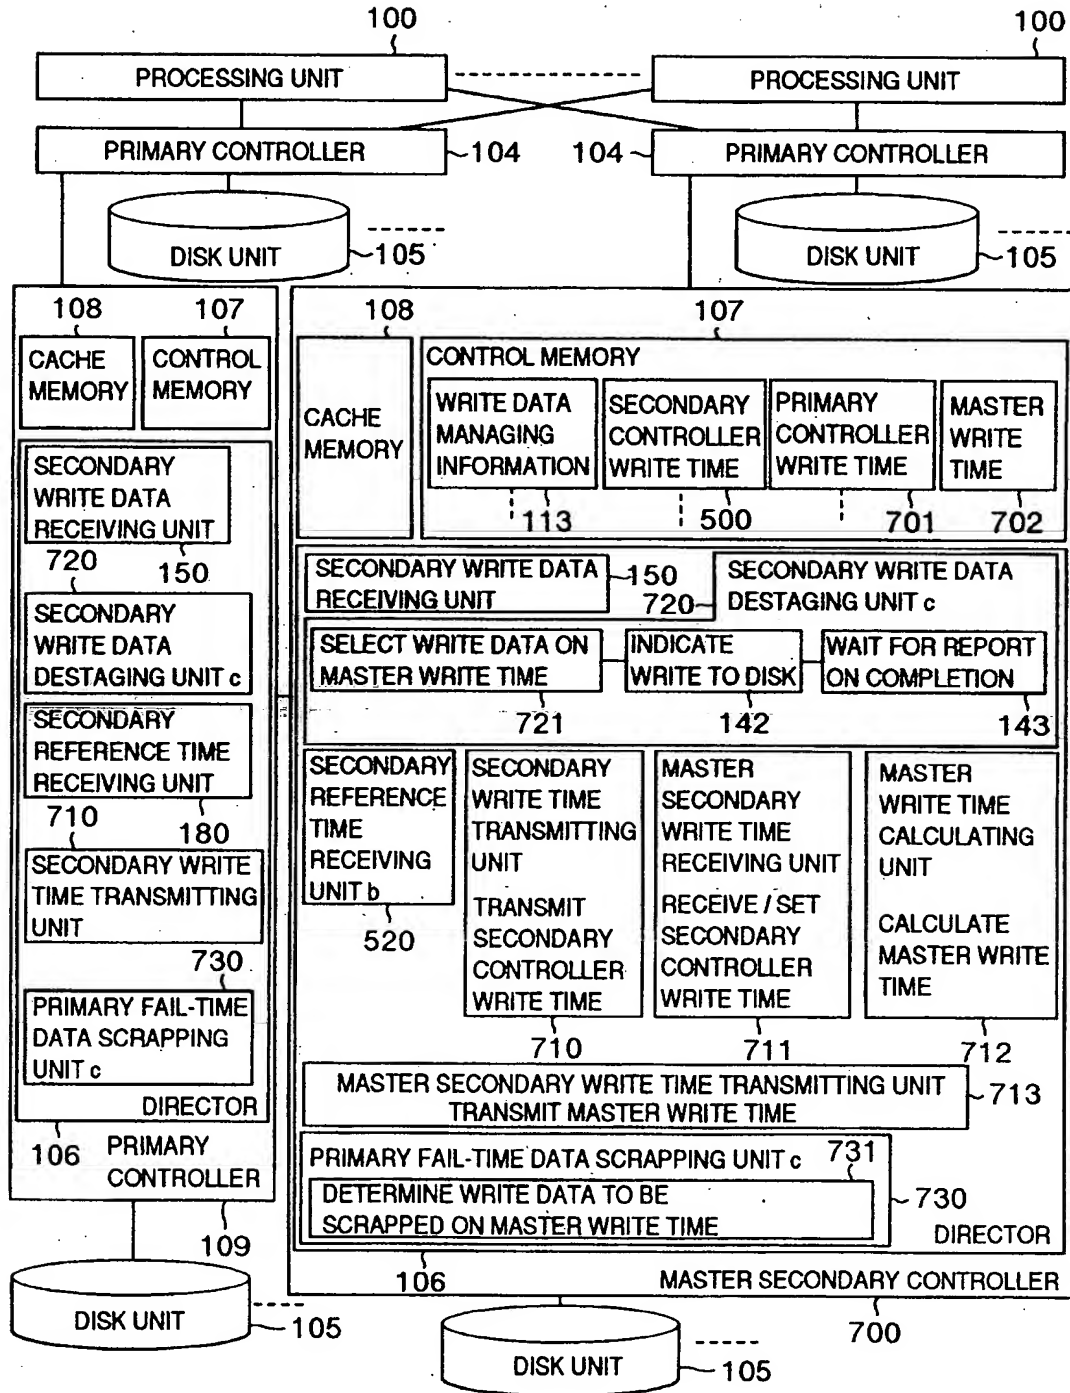 100
100
PROCESSING UNIT
PROCESSING UNIT
PRIMARY CONTROLLER
104
104
PRIMARY CONTROLLER
DISK UNIT
105
DISK UNIT
105
108
107
CACHE
MEMORY
CONTROL
MEMORY
SECONDARY
WRITE DATA
RECEIVING UNIT
720
150
SECONDARY
WRITE DATA
DESTAGING UNIT c
SECONDARY
REFERENCE TIME
RECEIVING UNIT
710
180
SECONDARY WRITE
TIME TRANSMITTING
UNIT
730
PRIMARY FAIL-TIME
DATA SCRAPPING
UNIT c
DIRECTOR
106
PRIMARY
CONTROLLER
109
DISK UNIT
105
108
107
CACHE
MEMORY
CONTROL MEMORY
WRITE DATA
MANAGING
INFORMATION
113
SECONDARY
CONTROLLER
WRITE TIME
500
PRIMARY
CONTROLLER
WRITE TIME
701
MASTER
WRITE
TIME
702
SECONDARY WRITE DATA
RECEIVING UNIT
150
720
SECONDARY WRITE DATA
DESTAGING UNIT c
SELECT WRITE DATA ON
MASTER WRITE TIME
721
INDICATE
WRITE TO DISK
142
WAIT FOR REPORT
ON COMPLETION
143
SECONDARY
REFERENCE
TIME
RECEIVING
UNIT b
520
SECONDARY
WRITE TIME
TRANSMITTING
UNIT
TRANSMIT
SECONDARY
CONTROLLER
WRITE TIME
710
MASTER
SECONDARY
WRITE TIME
RECEIVING UNIT
RECEIVE / SET
SECONDARY
CONTROLLER
WRITE TIME
711
MASTER
WRITE TIME
CALCULATING
UNIT
CALCULATE
MASTER WRITE
TIME
712
MASTER SECONDARY WRITE TIME TRANSMITTING UNIT
TRANSMIT MASTER WRITE TIME
713
PRIMARY FAIL-TIME DATA SCRAPPING UNIT c
731
DETERMINE WRITE DATA TO BE
SCRAPPED ON MASTER WRITE TIME
730
DIRECTOR
106
MASTER SECONDARY CONTROLLER
700
DISK UNIT
105